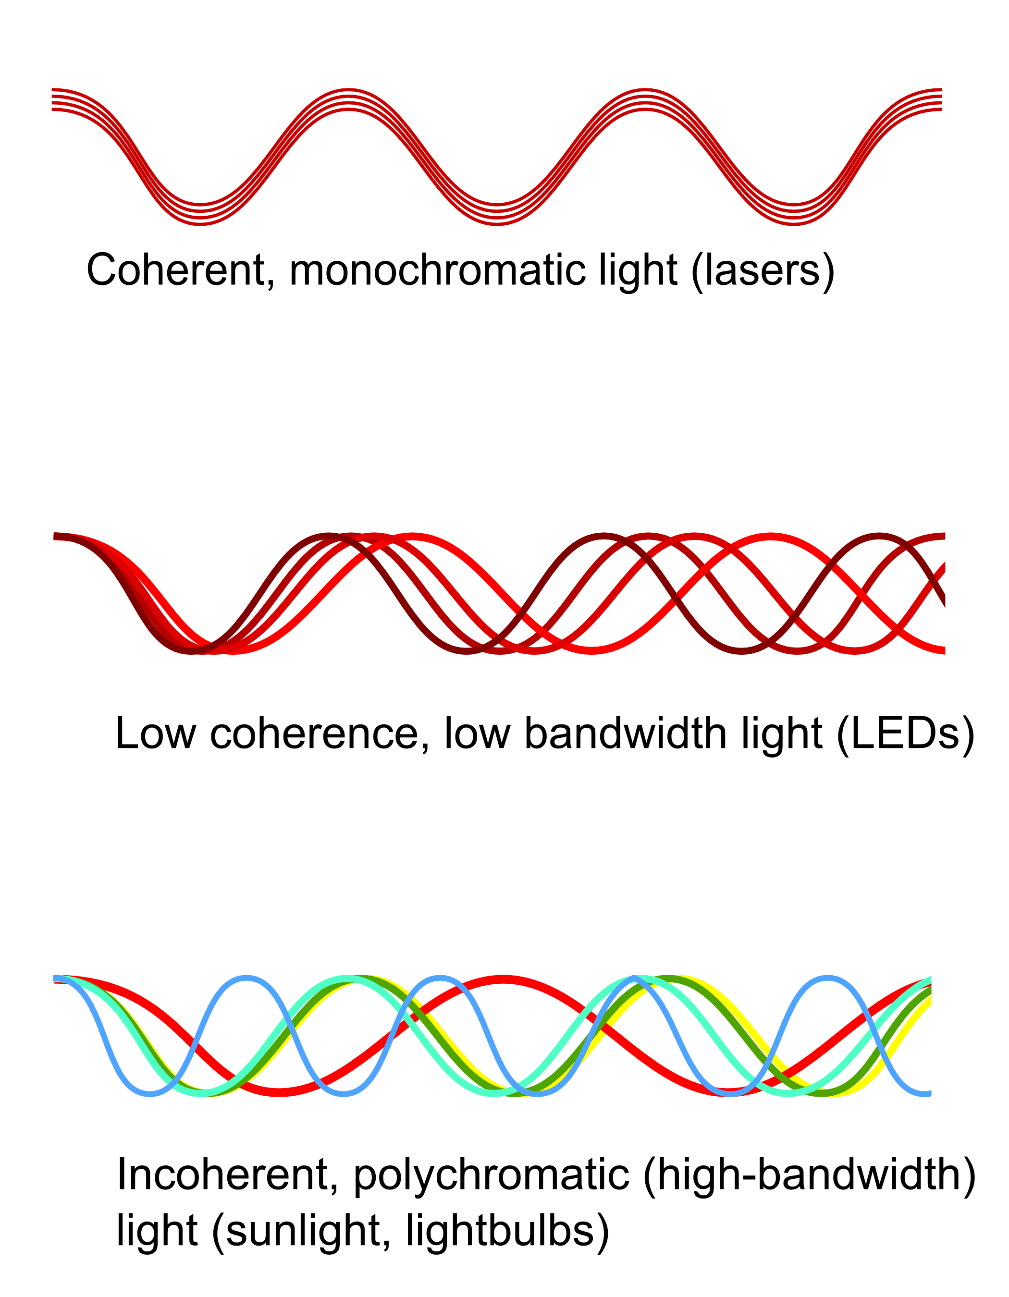 Coherent, monochromatic light (lasers)
Low coherence, low bandwidth light (LEDs)
Incoherent, polychromatic (high-bandwidth)
light (sunlight, lightbulbs)